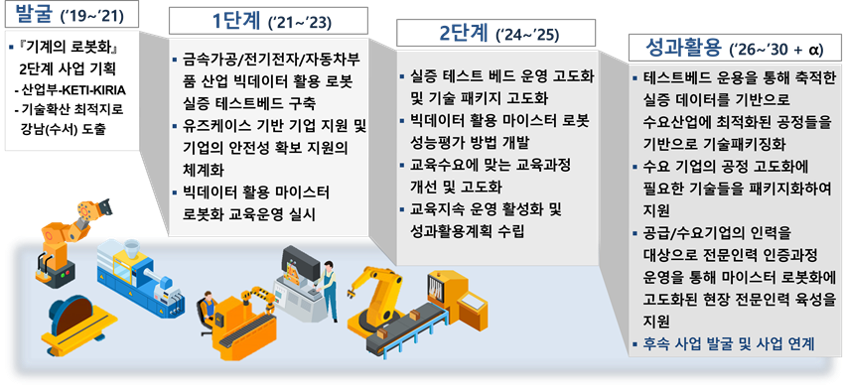 발굴 (‘19~‘21)
▪ 『기계의 로봇화』
2단계 사업 기획
- 산업부-KETI-KIRIA
- 기술확산 최적지로
강남(수서) 도출
1단계 (‘21~‘23)
▪ 금속가공/전기전자/자동차부
품 산업 빅데이터 활용 로봇
실증 테스트베드 구축
▪ 유즈케이스 기반 기업 지원 및
기업의 안전성 확보 지원의
체계화
▪ 빅데이터 활용 마이스터
로봇화 교육운영 실시
2단계 (‘24~‘25)
▪ 실증 테스트 베드 운영 고도화
및 기술 패키지 고도화
▪ 빅데이터 활용 마이스터 로봇
성능평가 방법 개발
▪ 교육수요에 맞는 교육과정
개선 및 고도화
▪ 교육지속 운영 활성화 및
성과활용계획 수립
성과활용 (‘26~‘30 + α)
▪ 테스트베드 운용을 통해 축적한
실증 데이터를 기반으로
수요산업에 최적화된 공정들을
기반으로 기술패키징화
▪ 수요 기업의 공정 고도화에
필요한 기술들을 패키지화하여
지원
▪ 공급/수요기업의 인력을
대상으로 전문인력 인증과정
운영을 통해 마이스터 로봇화에
고도화된 현장 전문인력 육성을
지원
▪ 후속 사업 발굴 및 사업 연계